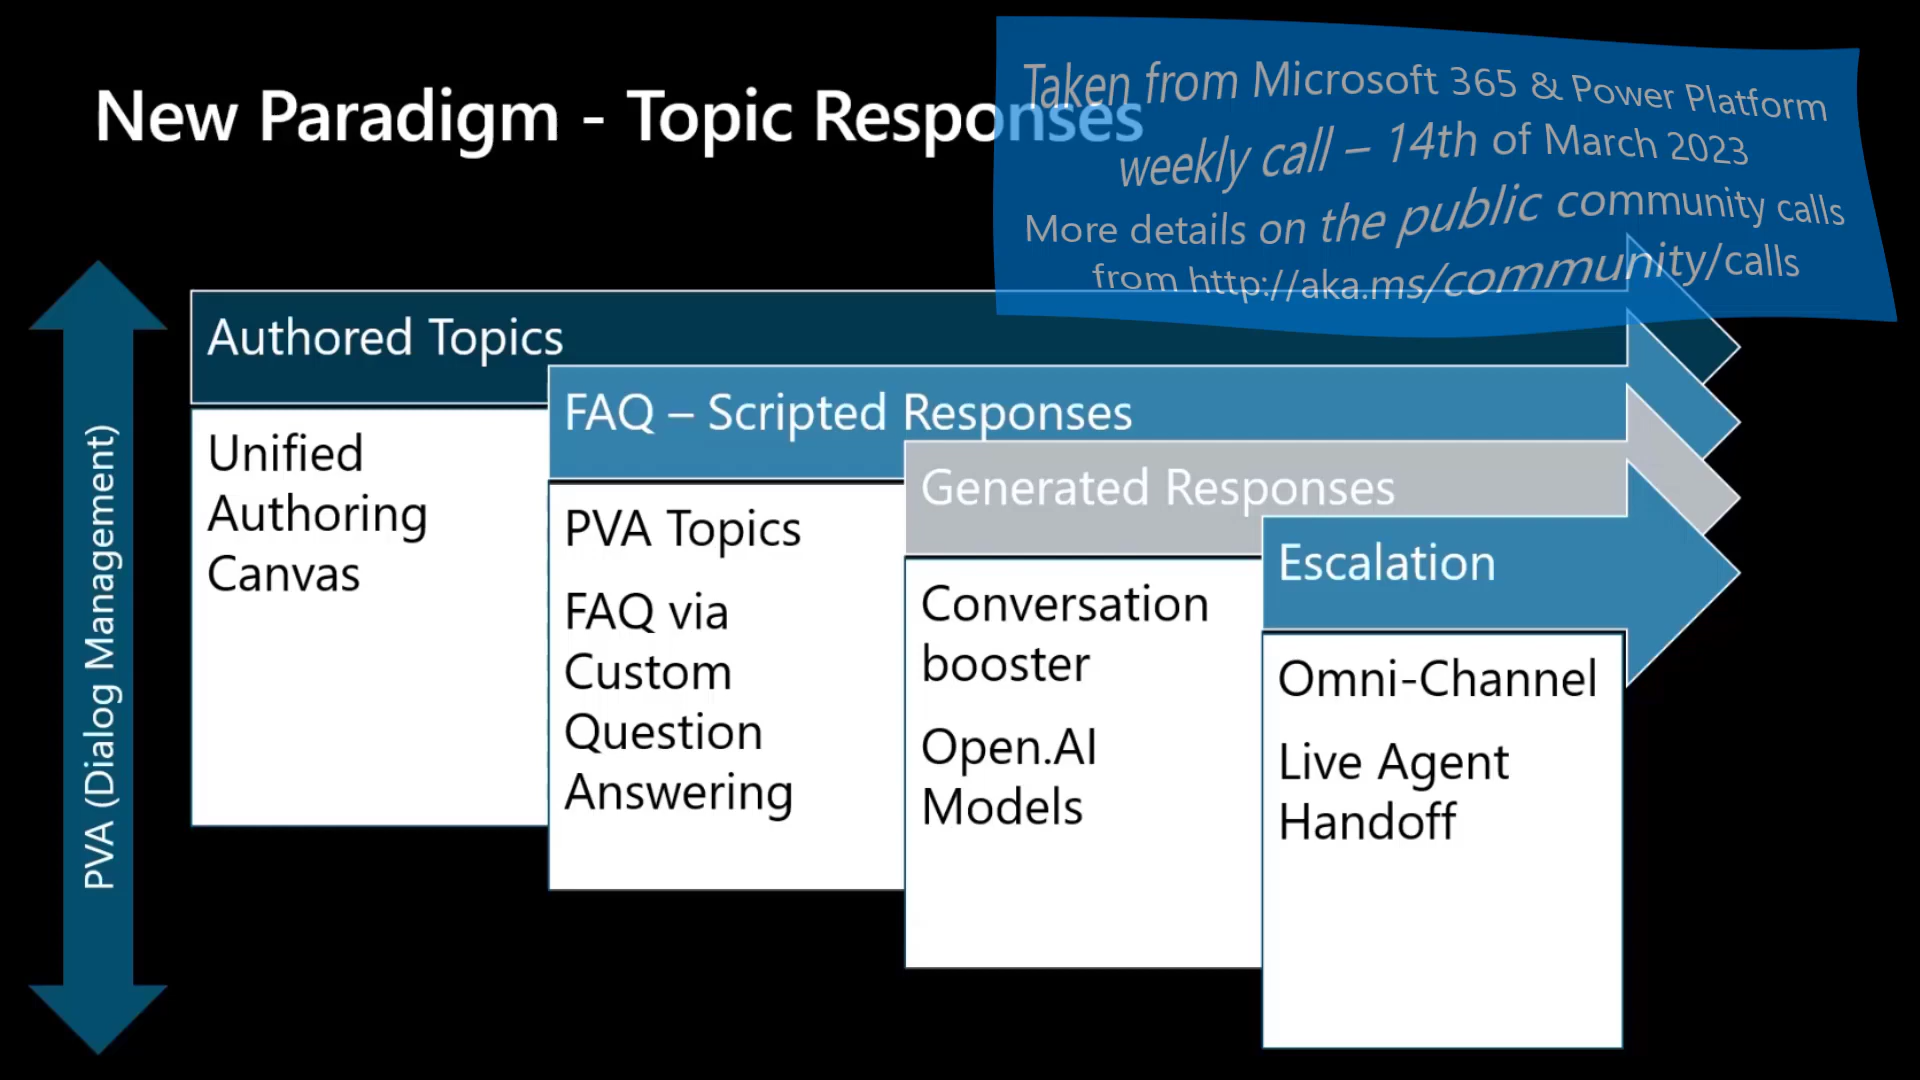 New Paradigm - Topic Responses
Taken from Microsoft 365 & Power Platform
weekly call – 14th of March 2023
More details on the public community calls
from http://aka.ms/community/calls
PVA (Dialog Management)
Authored Topics
Unified
Authoring
Canvas
FAQ – Scripted Responses
PVA Topics
FAQ via
Custom
Question
Answering
Generated Responses
Conversation
booster
Open.AI
Models
Escalation
Omni-Channel
Live Agent
Handoff